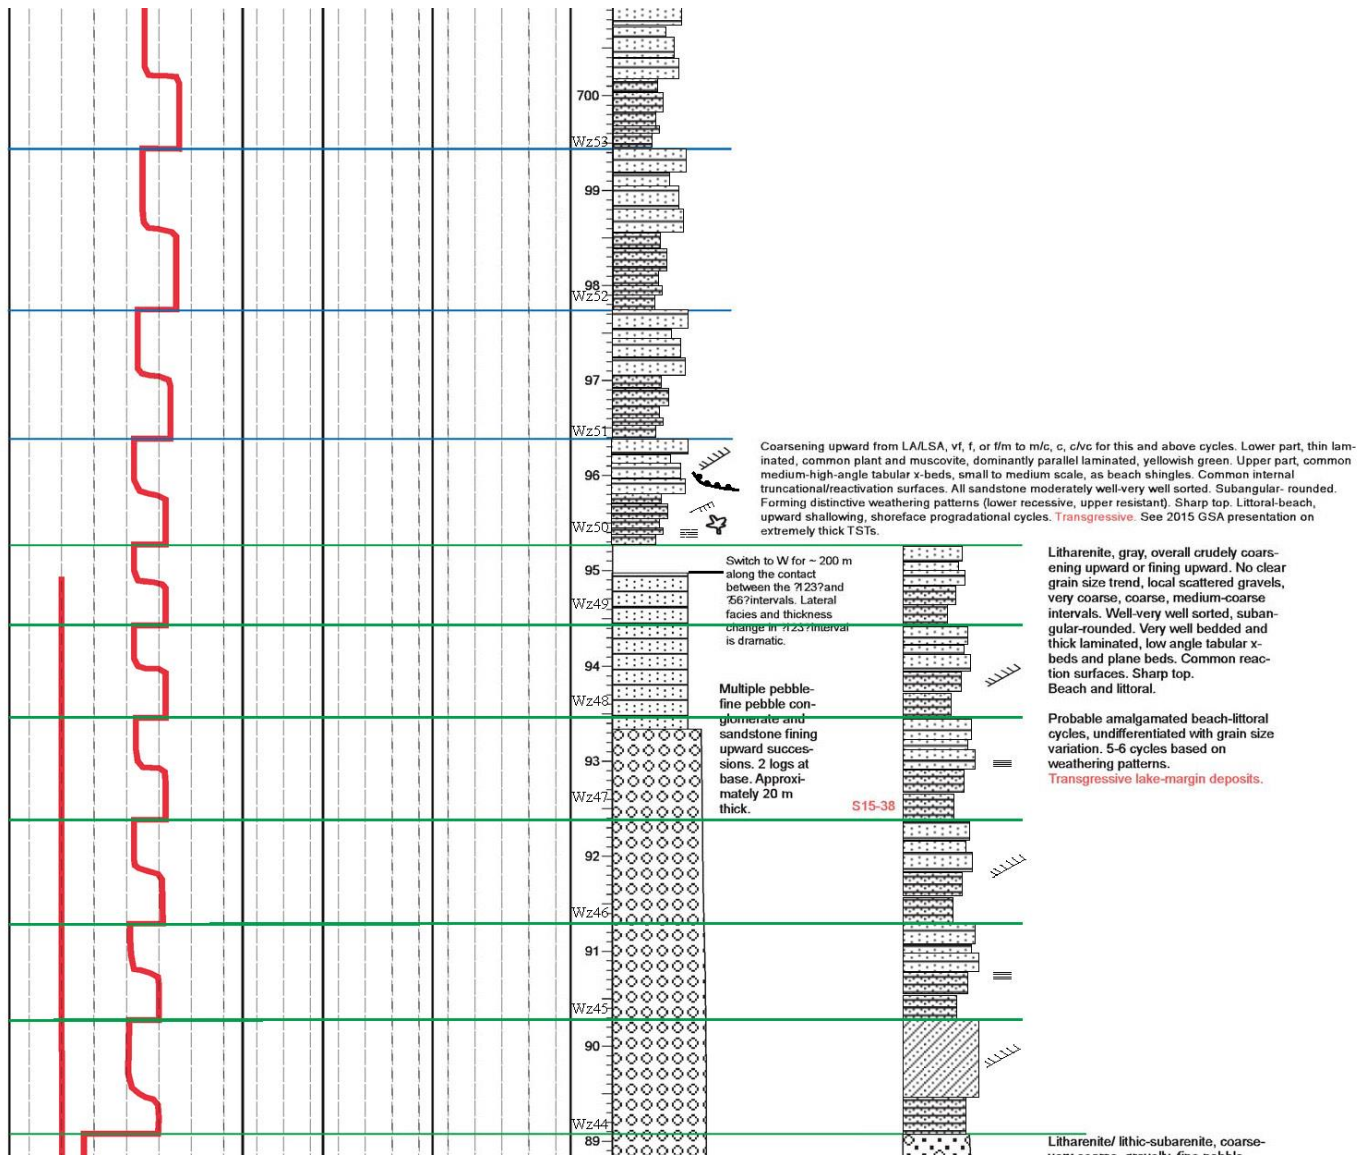 700
Wz53
99
98
Wz52
97
Wz51
Coarsening upward from LA/LSA, vf, f, or f/m to m/c, c, c/vc for this and above cycles. Lower part, thin lam-
inated, common plant and muscovite, dominantly parallel laminated, yellowish green. Upper part, common
medium-high-angle tabular x-beds, small to medium scale, as beach shingles. Common internal
truncational/reactivation surfaces. All sandstone moderately well-very well sorted. Subangular- rounded.
Forming distinctive weathering patterns (lower recessive, upper resistant). Sharp top. Littoral-beach,
upward shallowing, shoreface progradational cycles. Transgressive. See 2015 GSA presentation on
extremely thick TSTs.
96
Wz50
95
Switch to W for ~ 200 m
along the contact
between the ?123?and
?56?intervals. Lateral
facies and thickness
change in ?123?interval
is dramatic.
Wz49
Litharenite, gray, overall crudely coars-
ening upward or fining upward. No clear
grain size trend, local scattered gravels,
very coarse, coarse, medium-coarse
intervals. Well-very well sorted, suban-
gular-rounded. Very well bedded and
thick laminated, low angle tabular x-
beds and plane beds. Common reac-
tion surfaces. Sharp top.
Beach and littoral.
94
Wz48
Multiple pebble-
fine pebble con-
glomerate and
sandstone fining
upward succes-
sions. 2 logs at
base. Approxi-
mately 20 m
thick.
Probable amalgamated beach-littoral
cycles, undifferentiated with grain size
variation. 5-6 cycles based on
weathering patterns.
Transgressive lake-margin deposits.
93
Wz47
S15-38
92
Wz46
91
Wz45
90
Wz44
89
Litharenite/ lithic-subarenite, coarse-